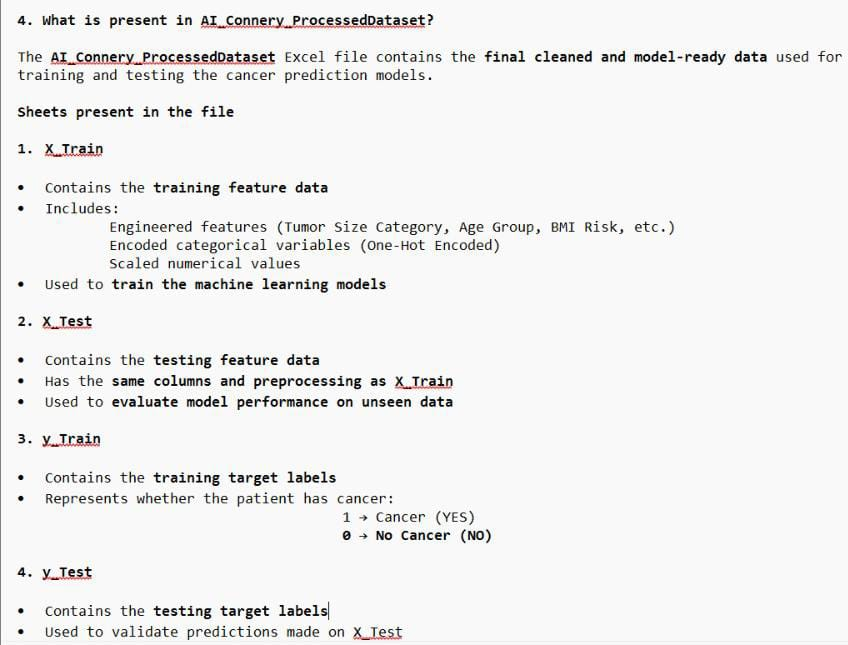 4. What is present in AI_Connery_ProcessedDataset?
The AI_Connery_ProcessedDataset Excel file contains the final cleaned and model-ready data used for
training and testing the cancer prediction models.
Sheets present in the file
1. X_Train
• Contains the training feature data
• Includes:
Engineered features (Tumor Size Category, Age Group, BMI Risk, etc.)
Encoded categorical variables (One-Hot Encoded)
Scaled numerical values
• Used to train the machine learning models
2. X_Test
• Contains the testing feature data
• Has the same columns and preprocessing as X_Train
• Used to evaluate model performance on unseen data
3. y_Train
• Contains the training target labels
• Represents whether the patient has cancer:
1 → Cancer (YES)
0 → No Cancer (NO)
4. y_Test
• Contains the testing target labels
• Used to validate predictions made on X_Test